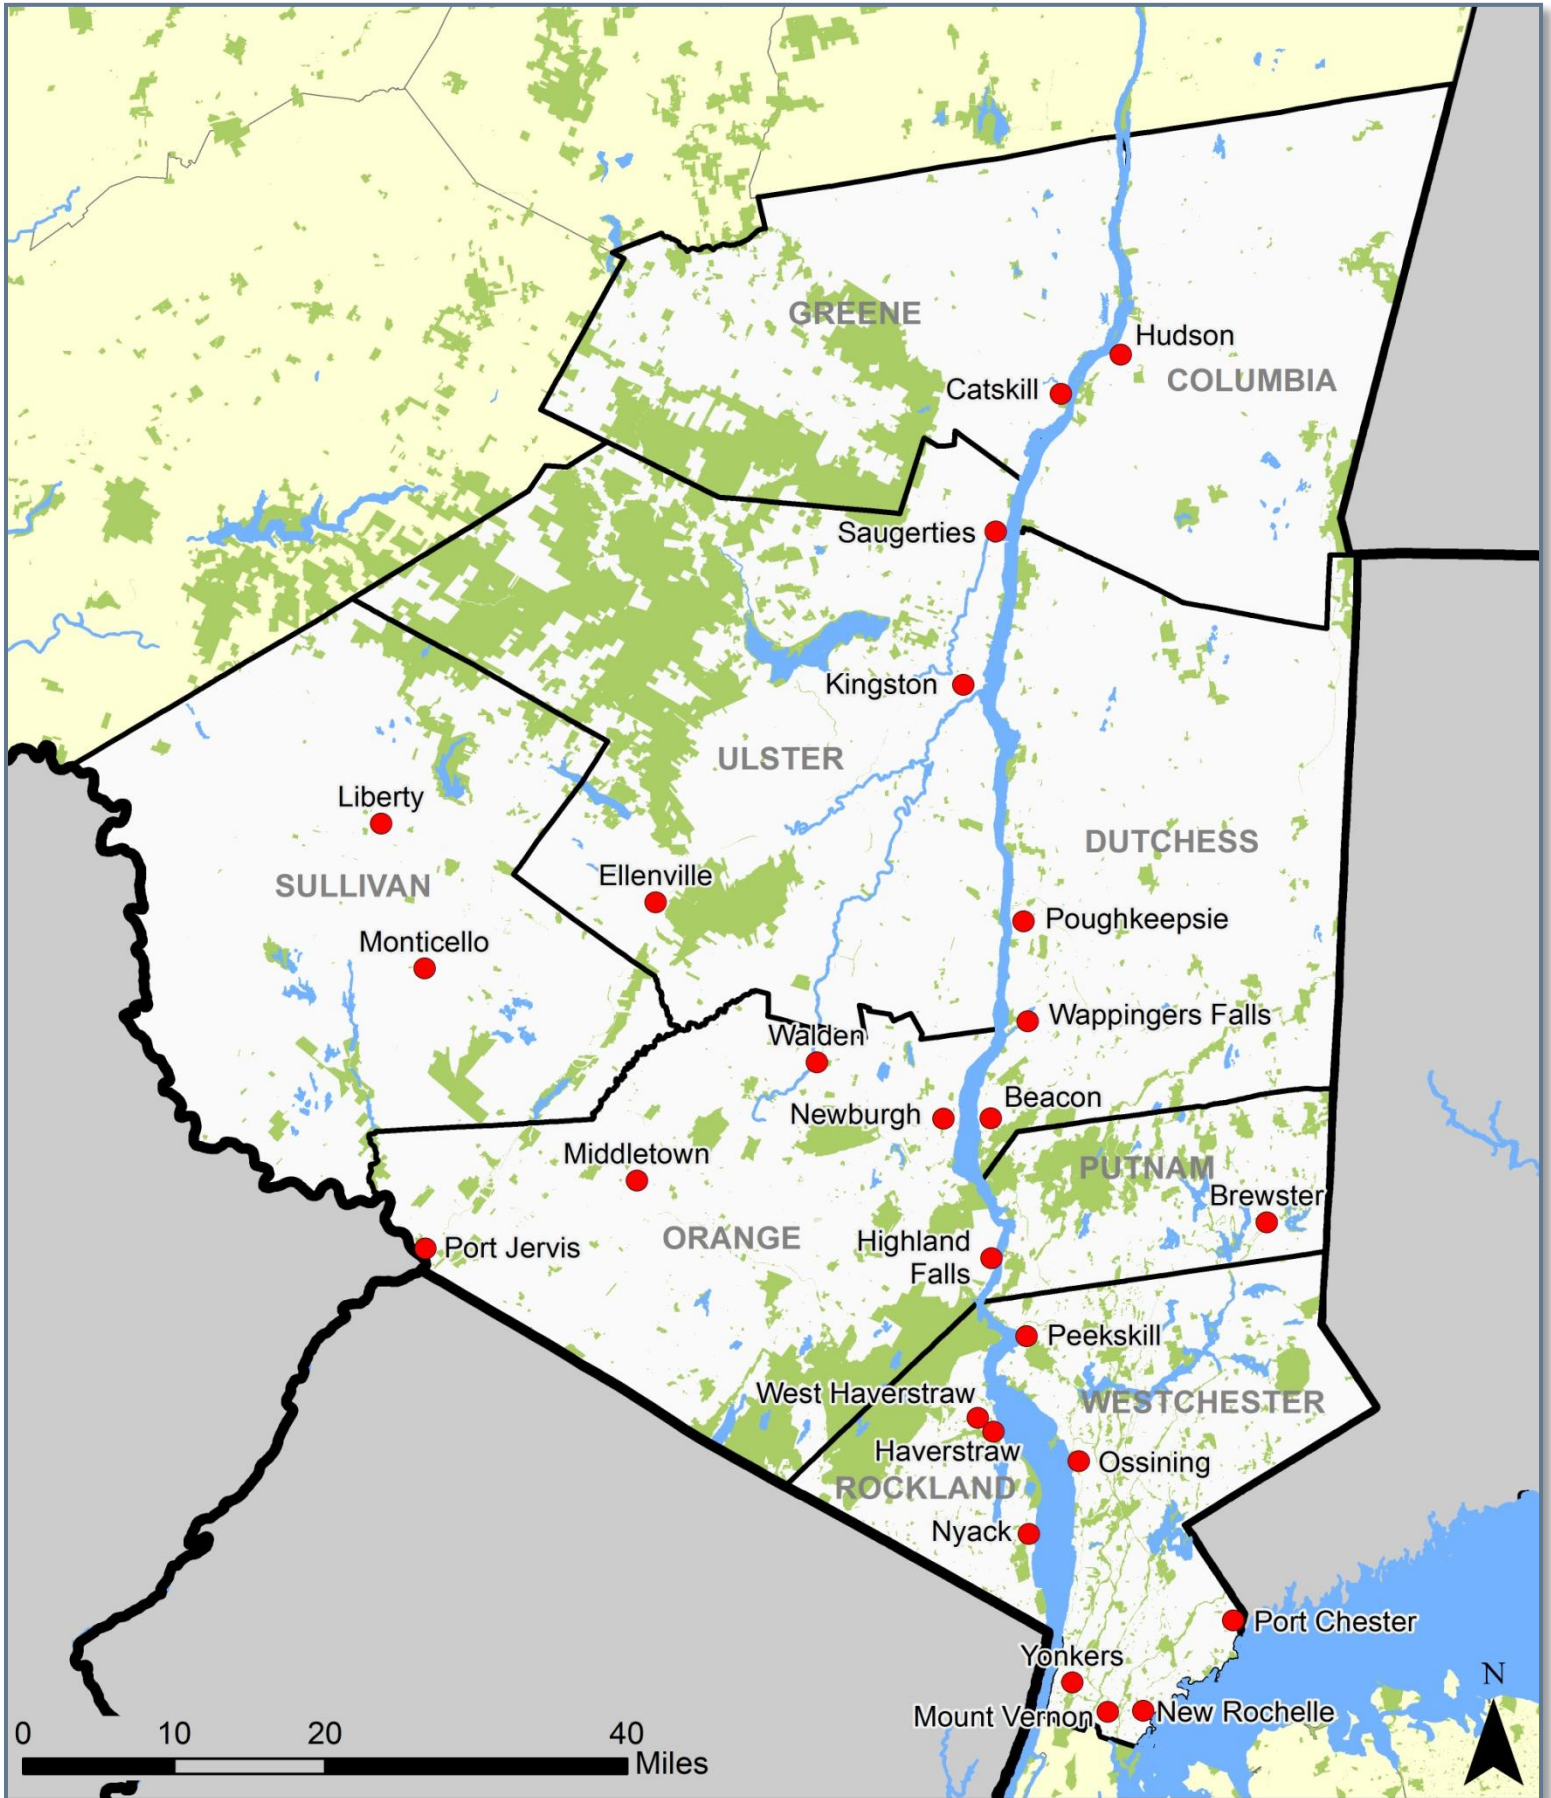 GREENE
Hudson
COLUMBIA
Catskill
Saugerties
Kingston
ULSTER
Liberty
DUTCHESS
Ellenville
SULLIVAN
Poughkeepsie
Monticello
Wappingers Falls
Walden
Beacon
Newburgh
Middletown
PUTNAM
Brewster
ORANGE
Highland
Falls
Port Jervis
Peekskill
West Haverstraw
WESTCHESTER
Haverstraw
Ossining
ROCKLAND
Nyack
Port Chester
Yonkers
N
Mount Vernon
New Rochelle
0 10 20 40
Miles